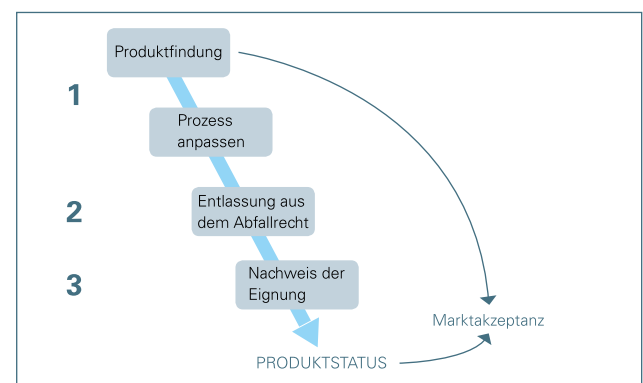 Produktfindung
1
Prozess
anpassen
2
Entlassung aus
dem Abfallrecht
3
Nachweis der
Eignung
Marktakzeptanz
PRODUKTSTATUS